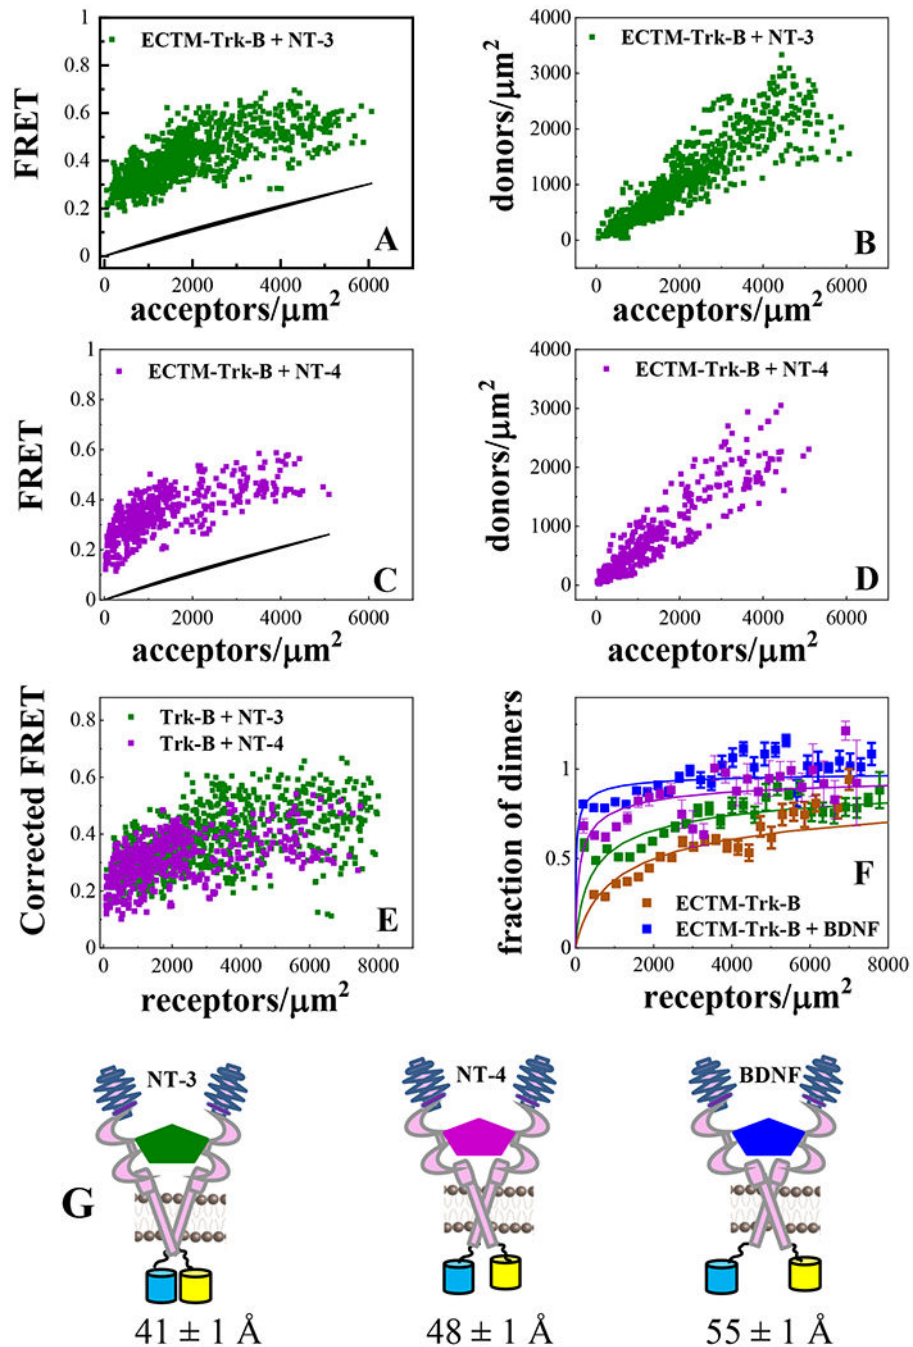 ECTM-Trk-B + NT-3
FRET
1
0.8
0.6
0.4
0.2
0
0 2000 4000 6000
acceptors/μm²
A
ECTM-Trk-B + NT-3
donors/μm²
4000
3000
2000
1000
0
0 2000 4000 6000
acceptors/μm²
B
ECTM-Trk-B + NT-4
FRET
1
0.8
0.6
0.4
0.2
0
0 2000 4000 6000
acceptors/μm²
C
ECTM-Trk-B + NT-4
donors/μm²
4000
3000
2000
1000
0
0 2000 4000 6000
acceptors/μm²
D
Trk-B + NT-3
Trk-B + NT-4
Corrected FRET
0.8
0.6
0.4
0.2
0
0 2000 4000 6000 8000
receptors/μm²
E
fraction of dimers
1
0.5
0
0 2000 4000 6000 8000
receptors/μm²
F
ECTM-Trk-B
ECTM-Trk-B + BDNF
G
NT-3 NT-4 BDNF
41 ± 1 Å 48 ± 1 Å 55 ± 1 Å